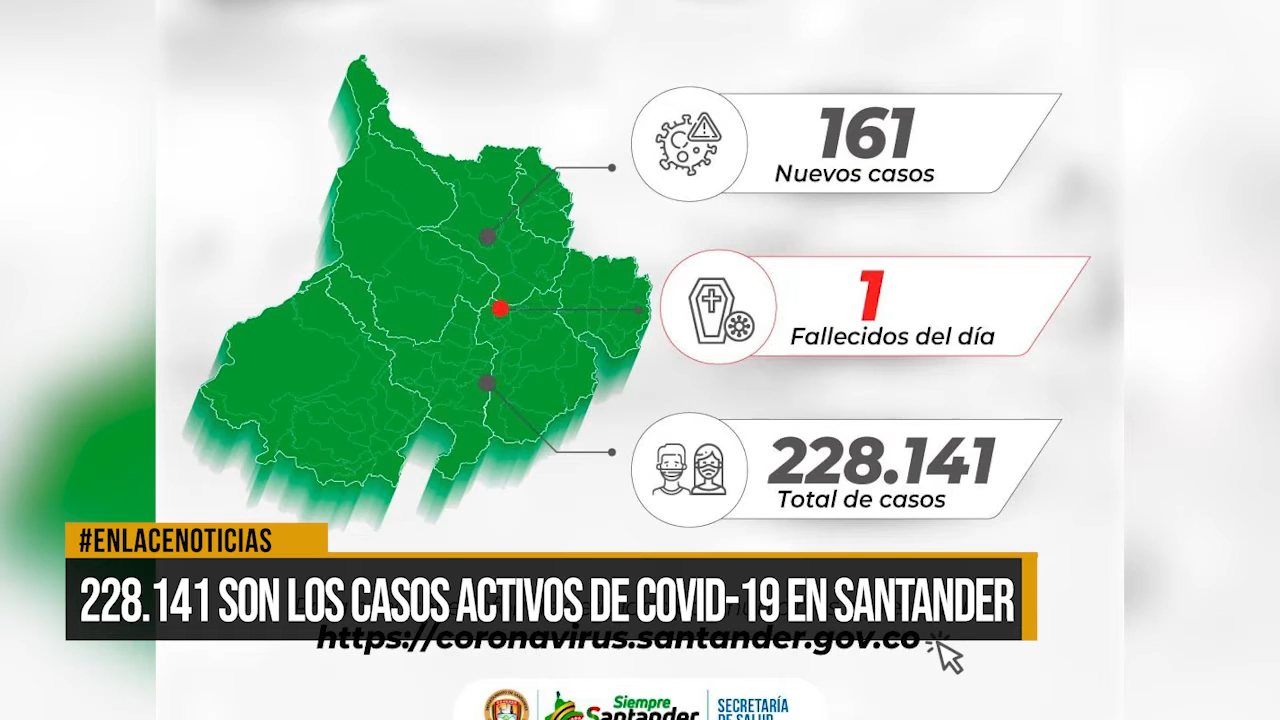 161
Nuevos casos
1
Fallecidos del día
228.141
Total de casos
#ENLACENOTICIAS
228.141 SON LOS CASOS ACTIVOS DE COVID-19 EN SANTANDER
https://coronavirus.santander.gov.co
Siempre
Santander
SECRETARÍA
DE SALUD